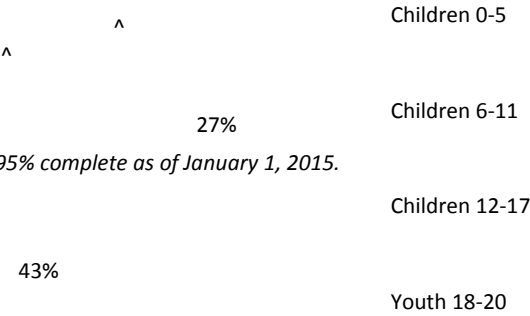 ^
^
27%
95% complete as of January 1, 2015.
43%
Children 0-5
Children 6-11
Children 12-17
Youth 18-20